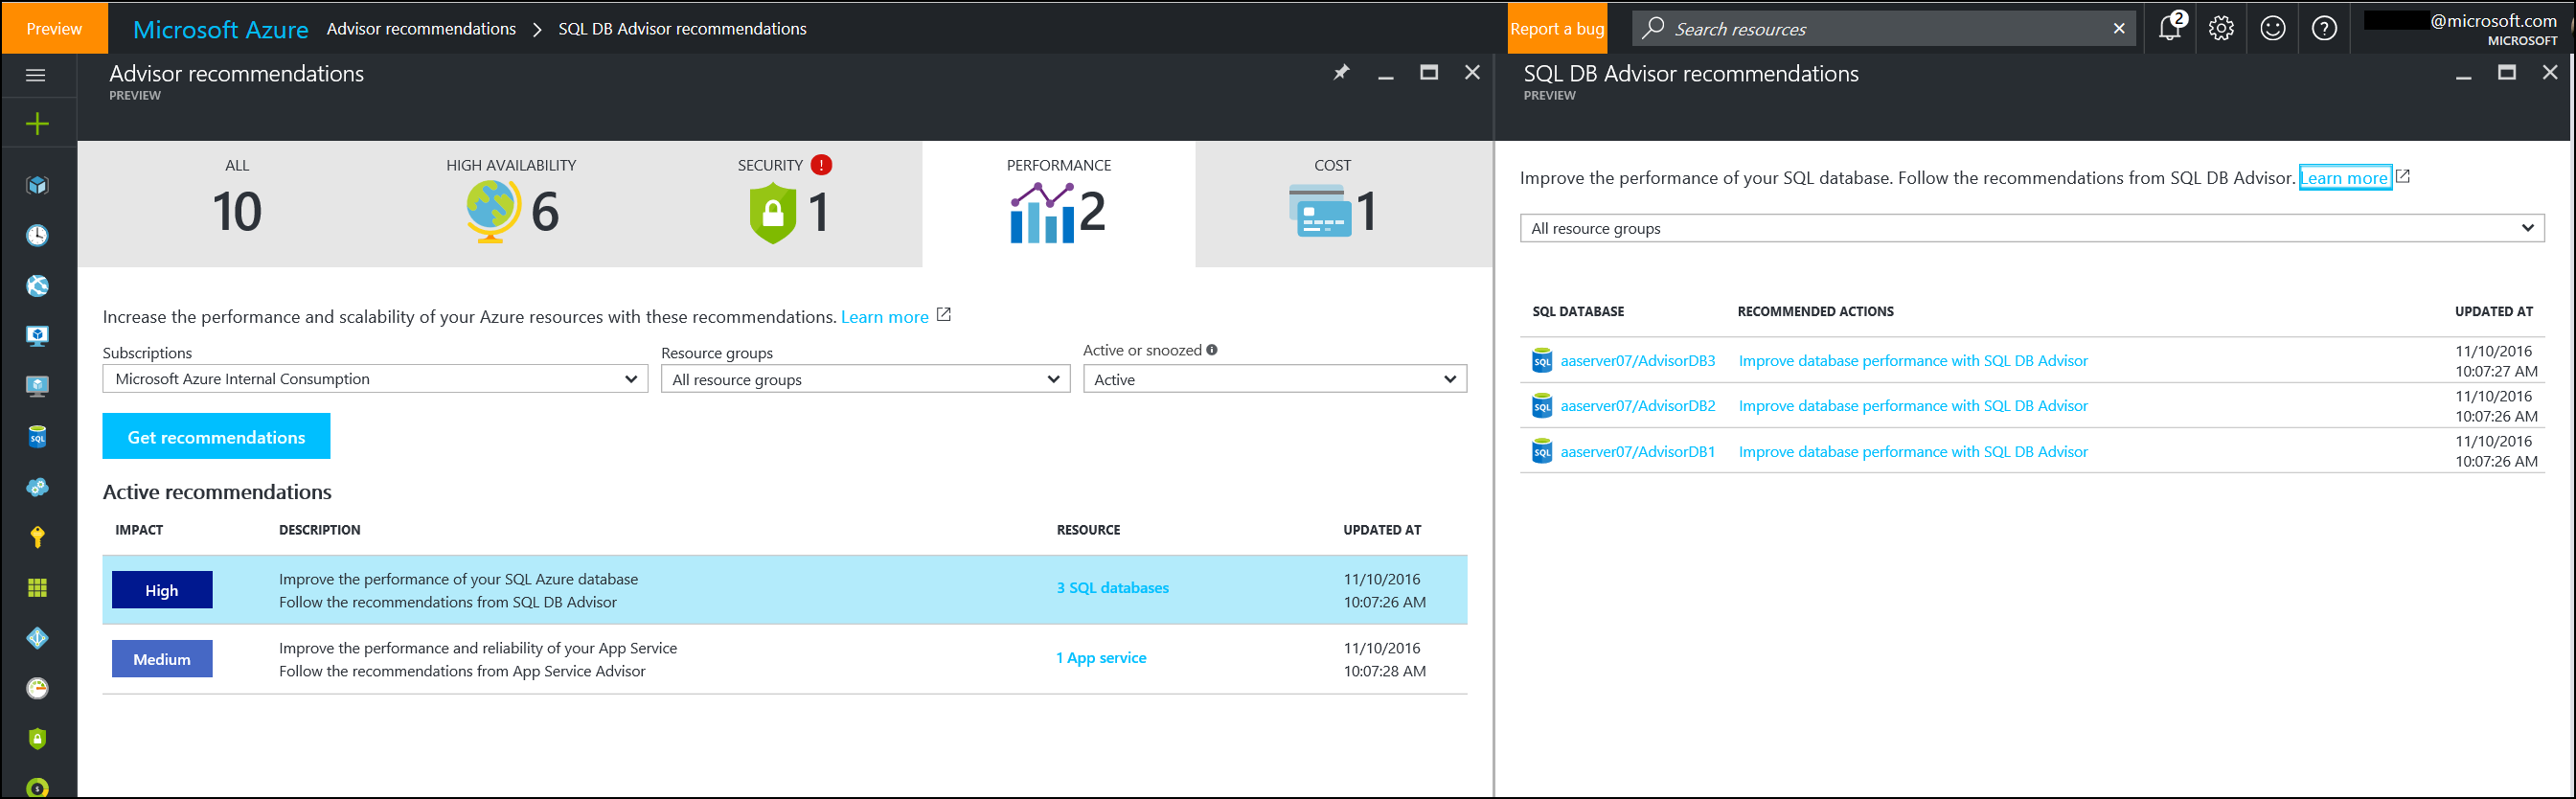 Preview
Microsoft Azure Advisor recommendations > SQL DB Advisor recommendations
Report a bug
Search resources
2
@microsoft.com
MICROSOFT
Advisor recommendations
PREVIEW
ALL
10
HIGH AVAILABILITY
6
SECURITY !
1
PERFORMANCE
2
COST
1
Increase the performance and scalability of your Azure resources with these recommendations. Learn more
Subscriptions
Microsoft Azure Internal Consumption
Resource groups
All resource groups
Active or snoozed
Active
Get recommendations
Active recommendations
IMPACT DESCRIPTION RESOURCE UPDATED AT
High
Improve the performance of your SQL Azure database
Follow the recommendations from SQL DB Advisor
3 SQL databases
11/10/2016
10:07:26 AM
Medium
Improve the performance and reliability of your App Service
Follow the recommendations from App Service Advisor
1 App service
11/10/2016
10:07:28 AM
SQL DB Advisor recommendations
PREVIEW
Improve the performance of your SQL database. Follow the recommendations from SQL DB Advisor. Learn more
All resource groups
SQL DATABASE RECOMMENDED ACTIONS UPDATED AT
SQL aaserver07/AdvisorDB3 Improve database performance with SQL DB Advisor
11/10/2016
10:07:27 AM
SQL aaserver07/AdvisorDB2 Improve database performance with SQL DB Advisor
11/10/2016
10:07:26 AM
SQL aaserver07/AdvisorDB1 Improve database performance with SQL DB Advisor
11/10/2016
10:07:26 AM
SQL